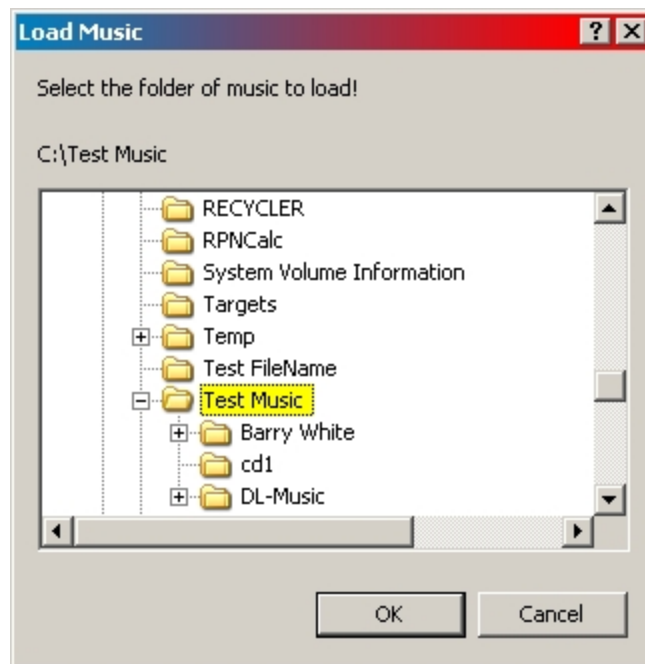 Load Music
Select the folder of music to load!
C:\Test Music
RECYCLER
RPNCalc
System Volume Information
Targets
Temp
Test FileName
Test Music
Barry White
cd1
DL-Music
OK Cancel